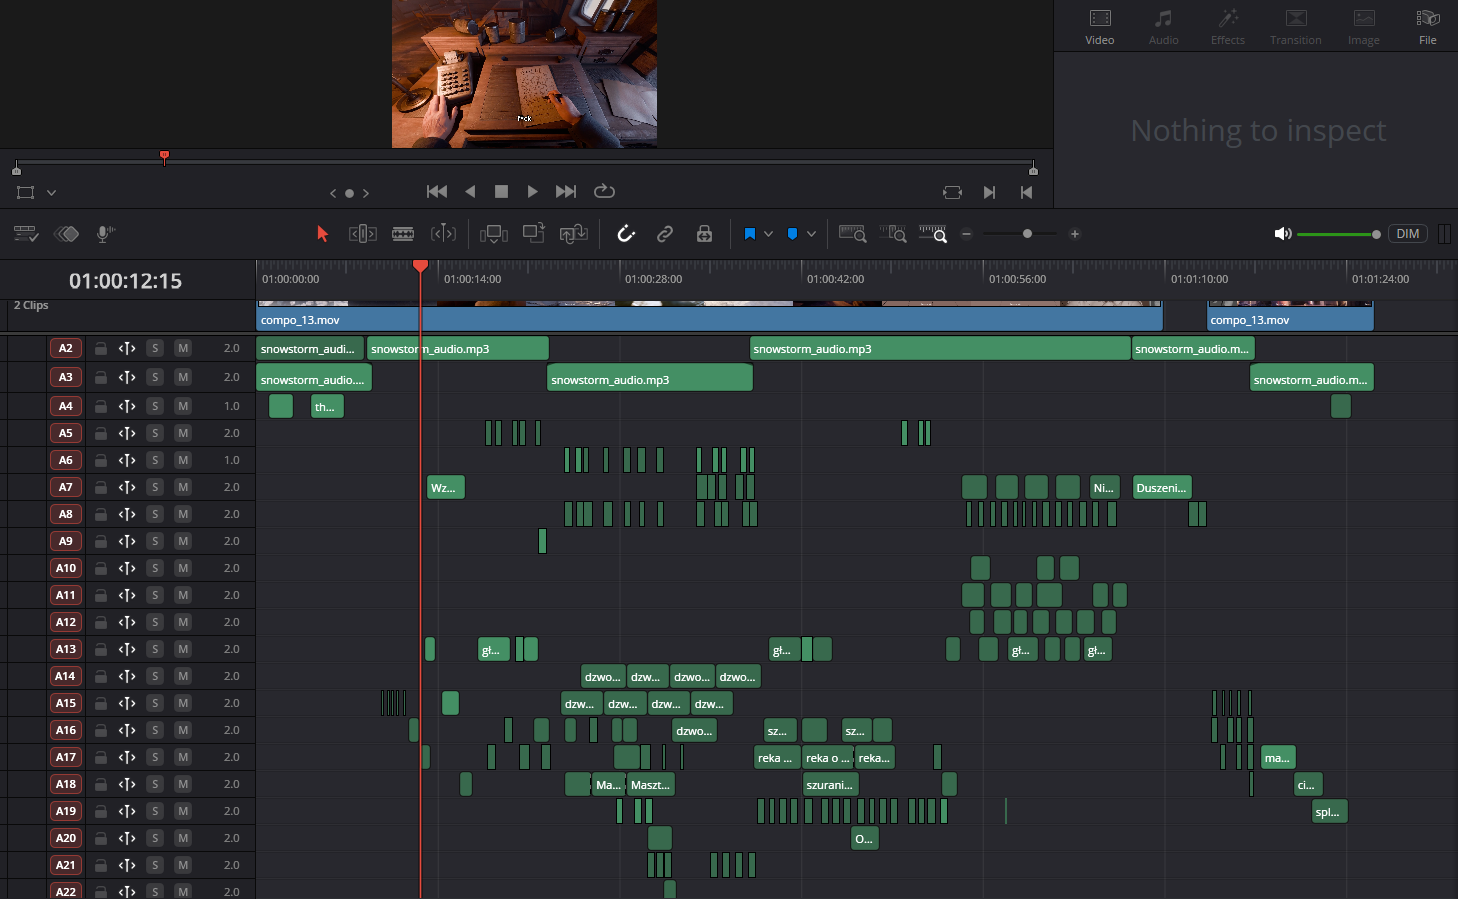 f*ck
Video
Audio
Effects
Transition
Image
File
Nothing to inspect
DIM
01:00:12:15
01:00:00:00
01:00:14:00
01:00:28:00
01:00:42:00
01:00:56:00
01:01:10:00
01:01:24:00
2 Clips
compo_13.mov
compo_13.mov
A2 S M 2.0
snowstorm_audi...
snowstorm_audio.mp3
snowstorm_audio.mp3
snowstorm_audio.m...
A3 S M 2.0
snowstorm_audio....
snowstorm_audio.mp3
snowstorm_audio.m...
A4 S M 1.0
th...
A5 S M 2.0
A6 S M 1.0
A7 S M 2.0
Wz...
Ni...
Duszeni...
A8 S M 2.0
A9 S M 2.0
A10 S M 2.0
A11 S M 2.0
A12 S M 2.0
A13 S M 2.0
gł...
gł...
gł...
gł...
A14 S M 2.0
dzwo...
dzw...
dzwo...
dzwo...
A15 S M 2.0
dzw...
dzw...
dzw...
dzw...
A16 S M 2.0
dzwo...
sz...
sz...
A17 S M 2.0
reka ...
reka o ...
reka...
ma...
A18 S M 2.0
Ma...
Maszt...
szurani...
ci...
A19 S M 2.0
spl...
A20 S M 2.0
O...
A21 S M 2.0
A22 S M 2.0